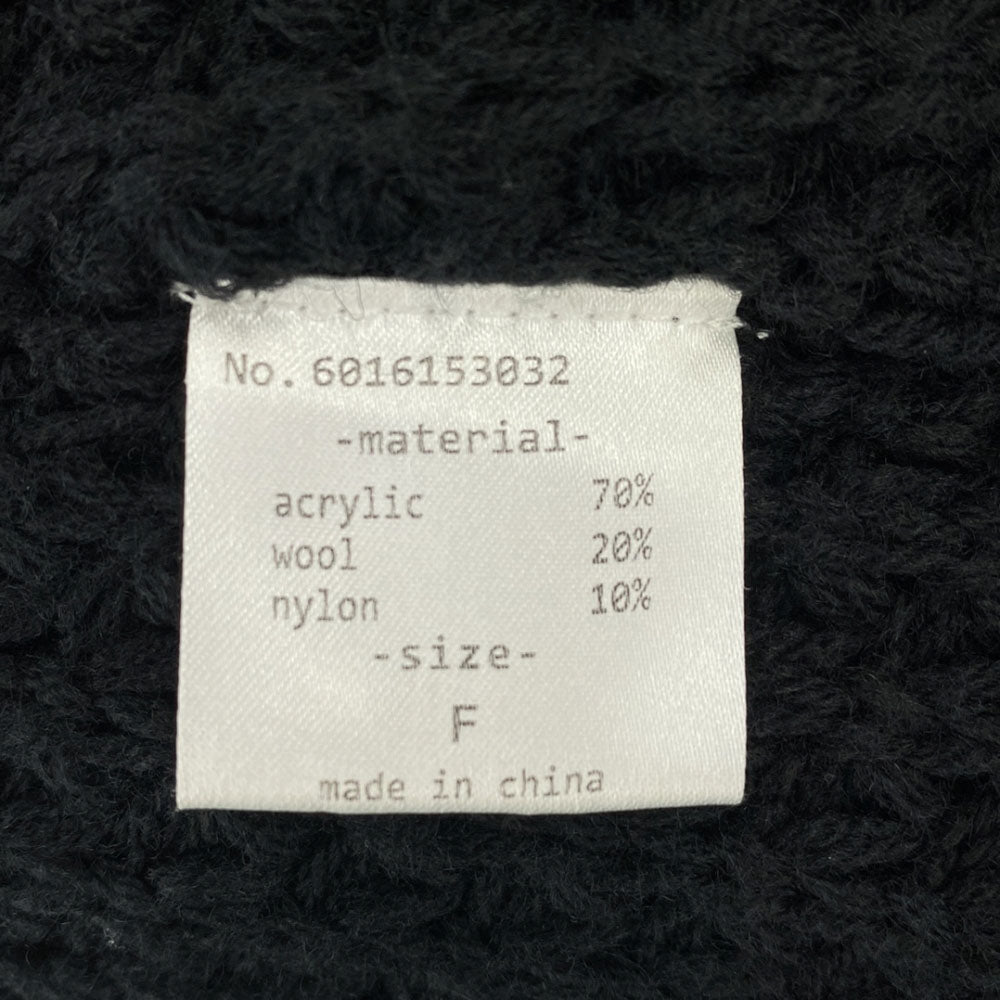 No. 6016153032
-material-
acrylic 70%
wool 20%
nylon 10%
-size-
F
made in china